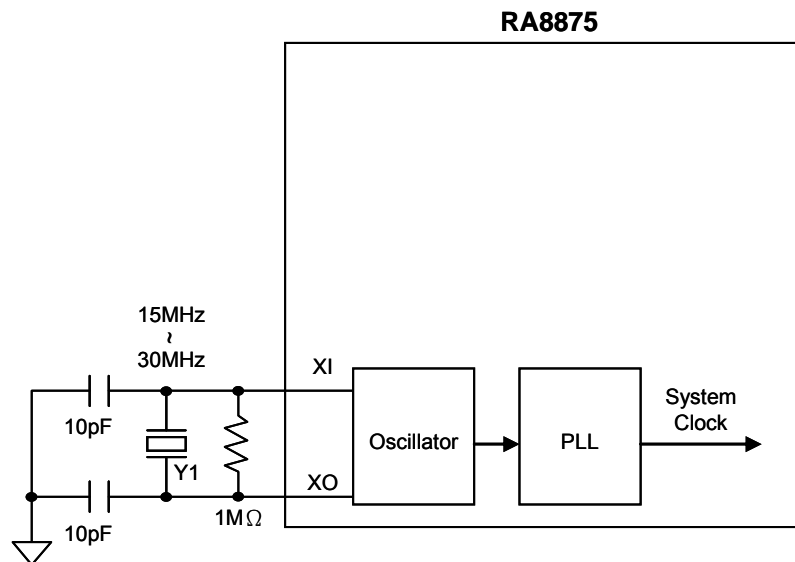 RA8875
15MHz
~
30MHz
XI
10pF
Y1
Oscillator
PLL
System
Clock
XO
10pF
1MΩ